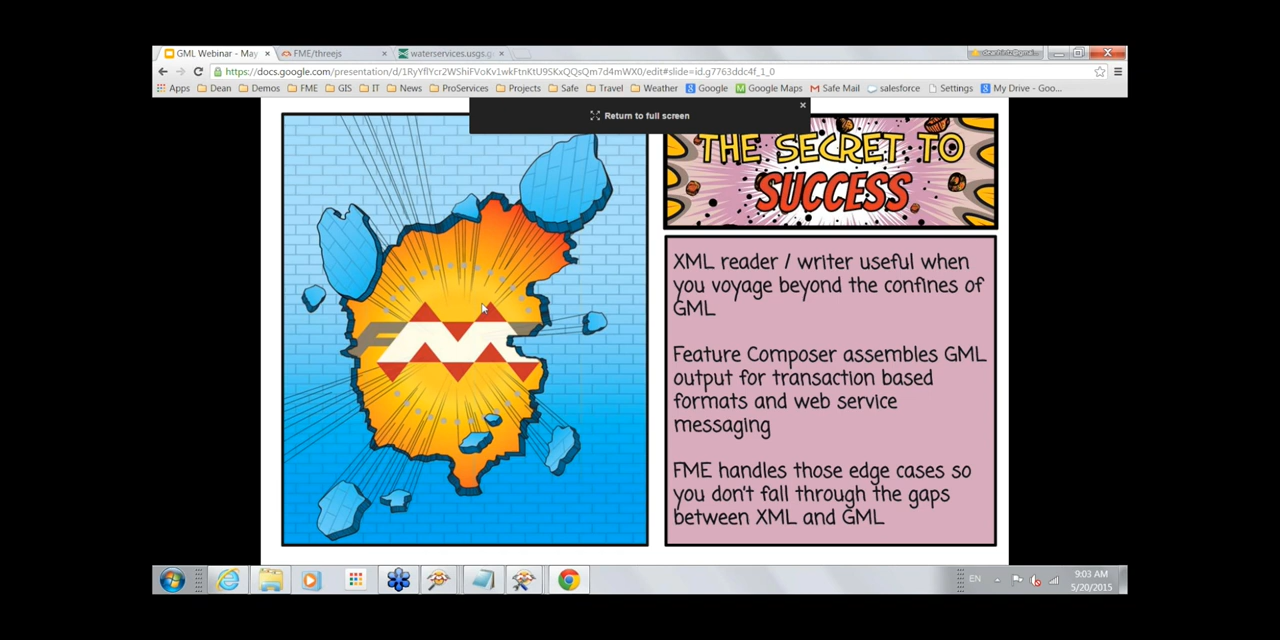 GML Webinar - May
FME/threejs
waterservices.usgs.g
https://docs.google.com/presentation/d/1RyYflYcr2WShiFVoKv1wkFtnKtU9SKxQQsQm7d4mWX0/edit#slide=id.g7763ddc4f_1_0
Apps Dean Demos FME GIS IT News ProServices Projects Safe Travel Weather Google Google Maps Safe Mail salesforce Settings My Drive - Goo...
Return to full screen
THE SECRET TO
SUCCESS
XML reader / writer useful when
you voyage beyond the confines of
GML
Feature Composer assembles GML
output for transaction based
formats and web service
messaging
FME handles those edge cases so
you don't fall through the gaps
between XML and GML
EN
9:03 AM
5/20/2015